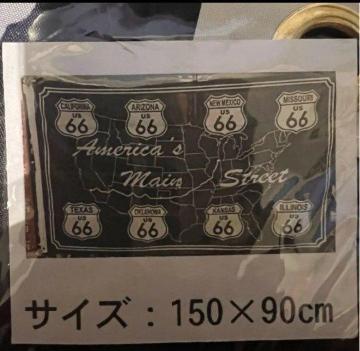 CALIFORNIA ARIZONA NEW MEXICO MISSOURI
US US US US
66 66 66 66
America's
Main Street
TEXAS OKLAHOMA KANSAS ILLINOIS
US US US US
66 66 66 66
サイズ：150×90cm